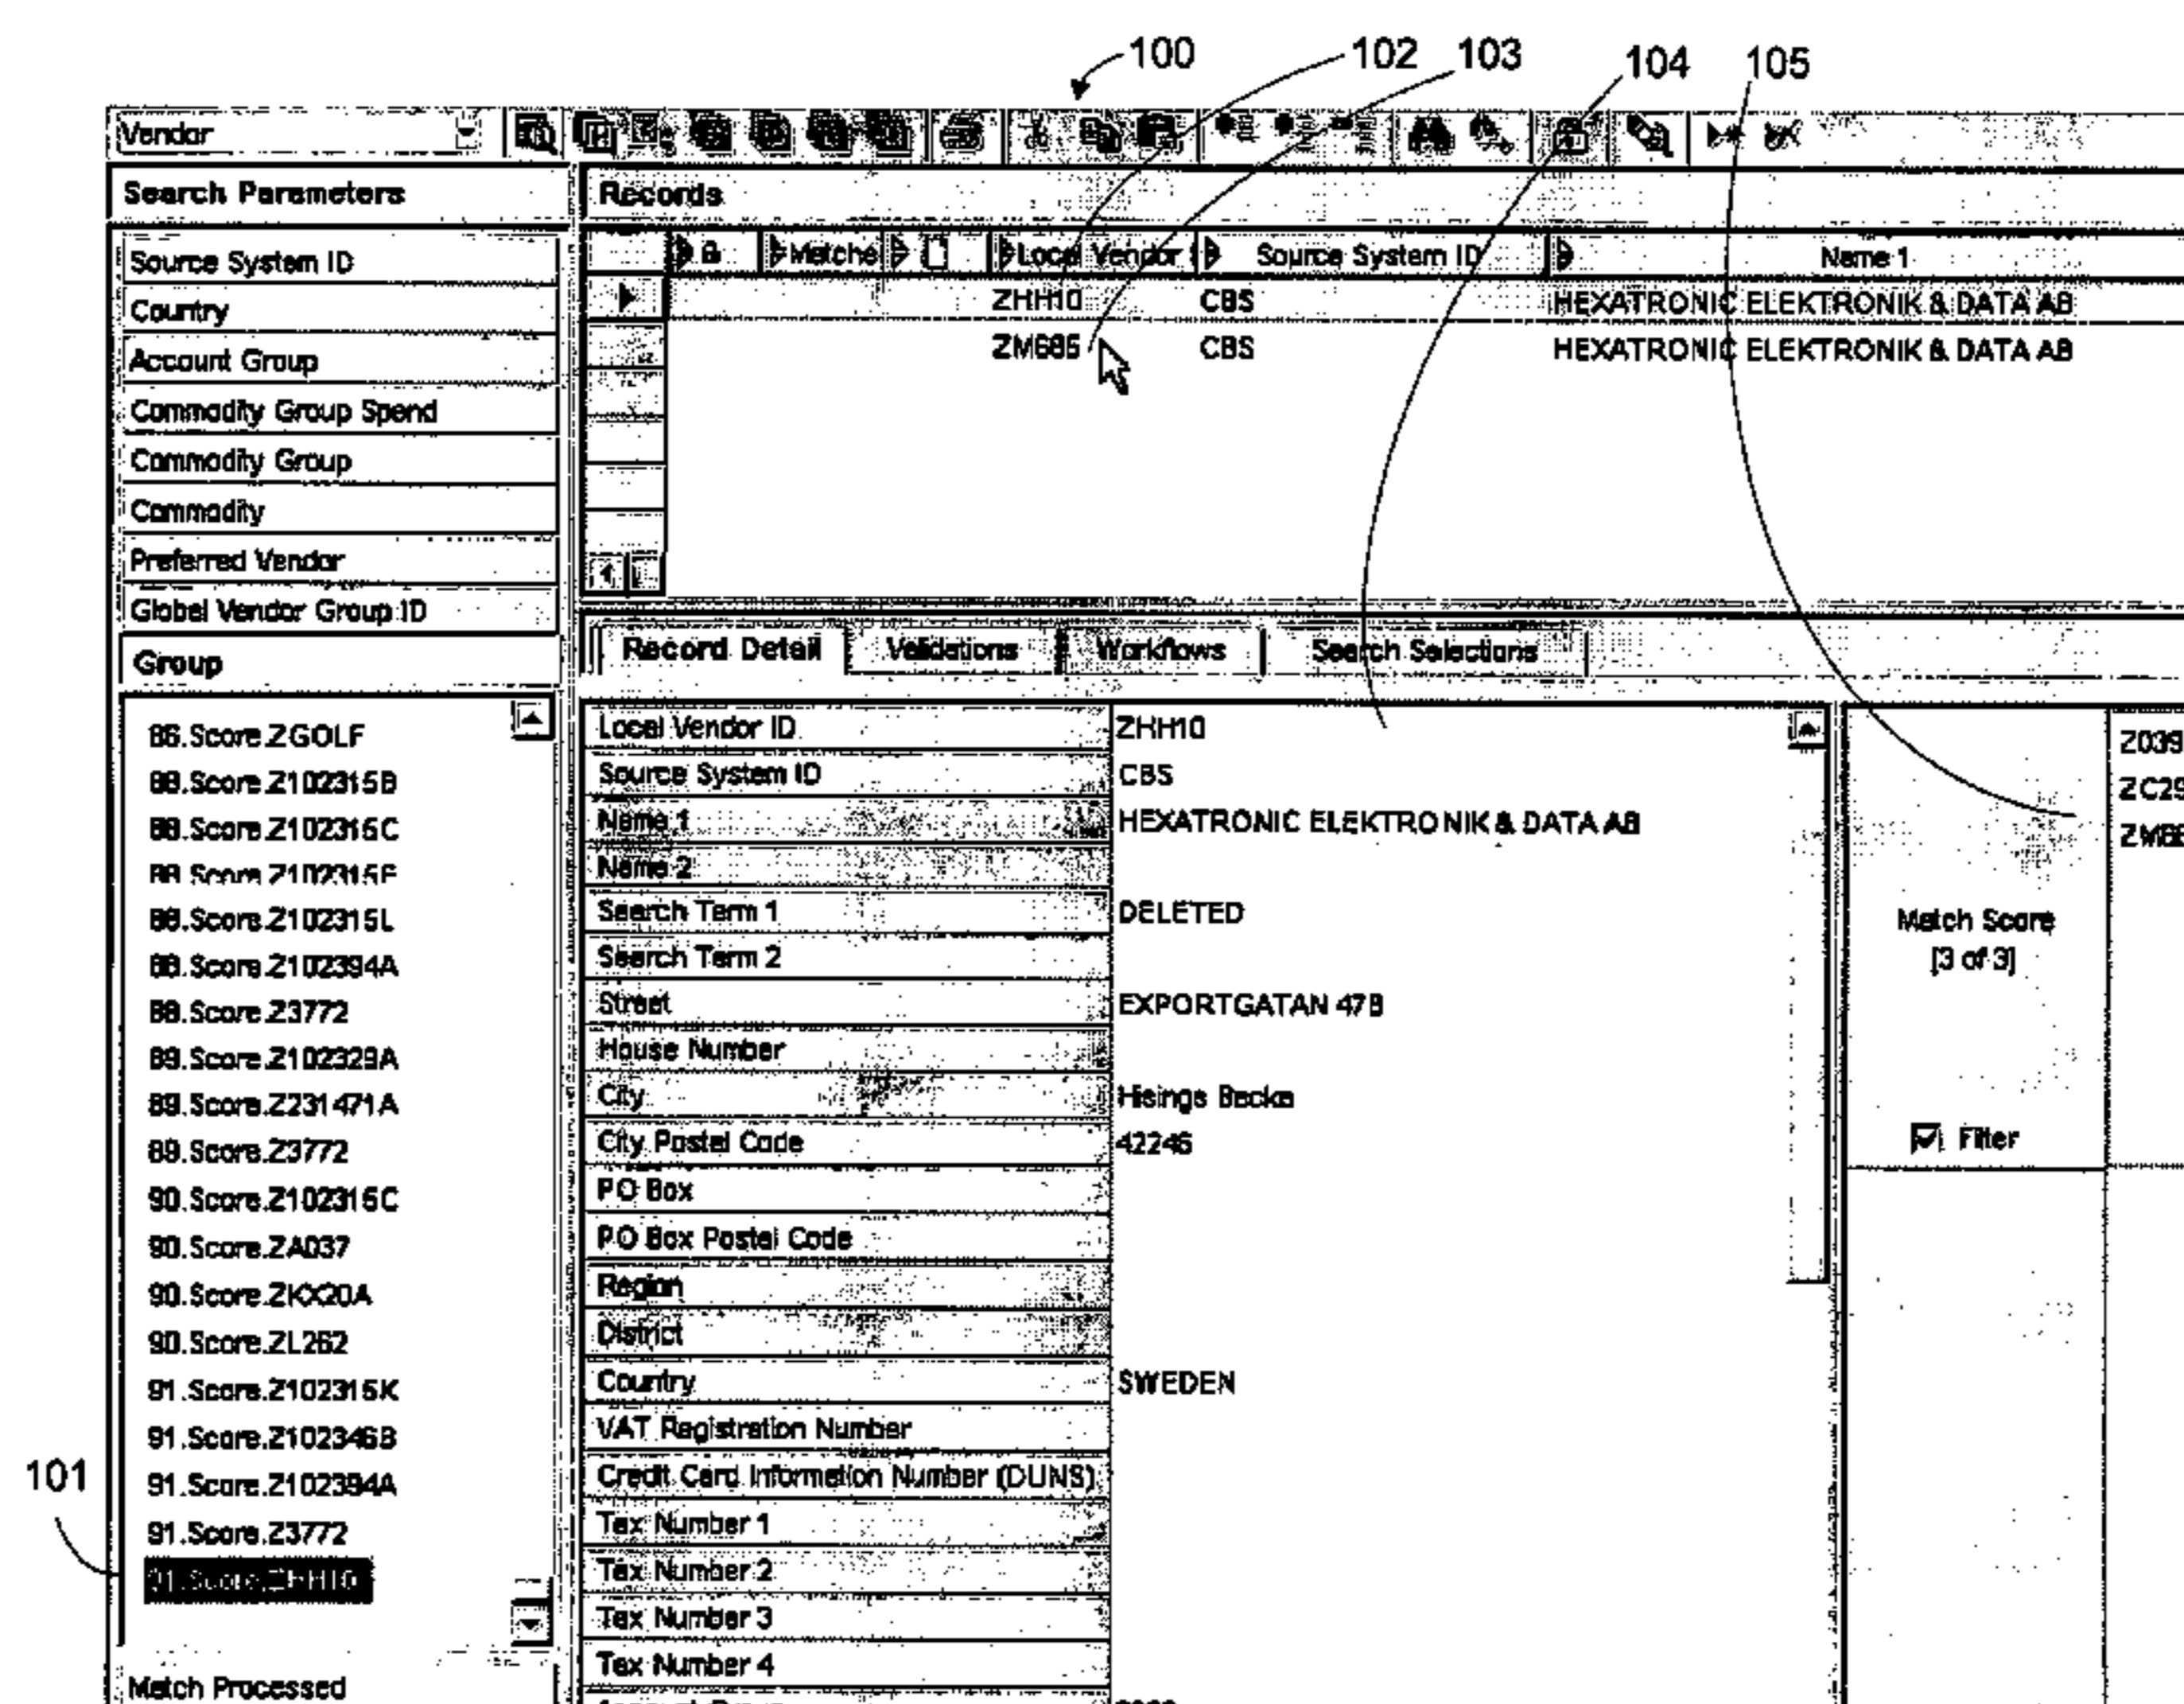 100 102 103 104 105
Vendor
Search Parameters
Source System ID
Country
Account Group
Commodity Group Spend
Commodity Group
Commodity
Preferred Vendor
Global Vendor Group ID
Group
86.Score.ZGOLF
88.Score.Z102315B
88.Score.Z102315C
88.Score.Z102315F
88.Score.Z102315L
88.Score.Z102394A
88.Score.Z3772
89.Score.Z102329A
89.Score.Z231471A
89.Score.Z3772
90.Score.Z102315C
90.Score.ZA037
90.Score.ZKX20A
90.Score.ZL262
91.Score.Z102315K
91.Score.Z102346B
91.Score.Z102394A
91.Score.Z3772
101
Match Processed
Records
Matche Local Vendor Source System ID Name 1
ZHH10 CBS HEXATRONIC ELEKTRONIK & DATA AB
ZM685 CBS HEXATRONIC ELEKTRONIK & DATA AB
Record Detail Validations Workflows Search Selections
Local Vendor ID ZHH10
Source System ID CBS
Name 1 HEXATRONIC ELEKTRONIK & DATA AB
Name 2
Search Term 1 DELETED
Search Term 2
Street EXPORTGATAN 47B
House Number
City Hisings Backa
City Postal Code 42246
PO Box
PO Box Postal Code
Region
District
Country SWEDEN
VAT Registration Number
Credit Card Information Number (DUNS)
Tax Number 1
Tax Number 2
Tax Number 3
Tax Number 4
Match Score
[3 of 3]
Filter
Z039
ZC29